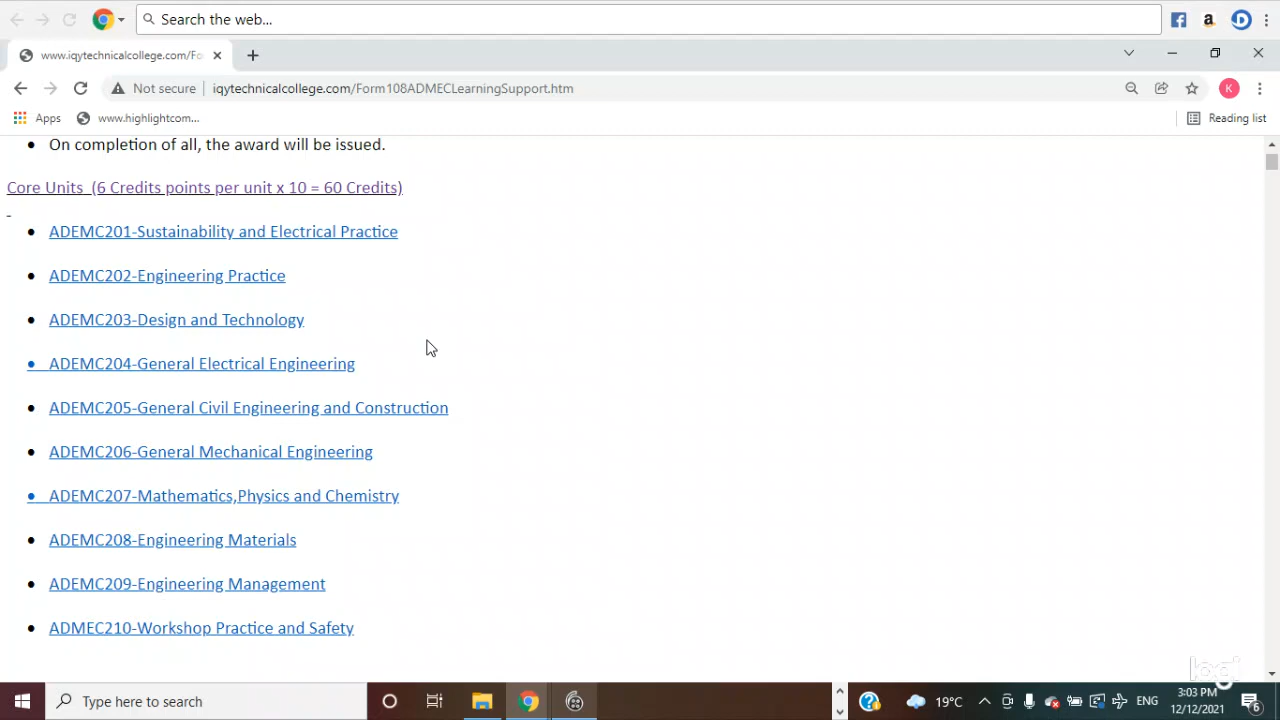 Search the web...
www.iqytechnicalcollege.com/Fo
Not secure
iqytechnicalcollege.com/Form108ADMECLearningSupport.htm
K
Apps
www.highlightcom...
Reading list
• On completion of all, the award will be issued.
Core Units (6 Credits points per unit x 10 = 60 Credits)
• ADEMC201-Sustainability and Electrical Practice
• ADEMC202-Engineering Practice
• ADEMC203-Design and Technology
• ADEMC204-General Electrical Engineering
• ADEMC205-General Civil Engineering and Construction
• ADEMC206-General Mechanical Engineering
• ADEMC207-Mathematics,Physics and Chemistry
• ADEMC208-Engineering Materials
• ADEMC209-Engineering Management
• ADMEC210-Workshop Practice and Safety
logi
Type here to search
19°C
ENG
3:03 PM
12/12/2021
6